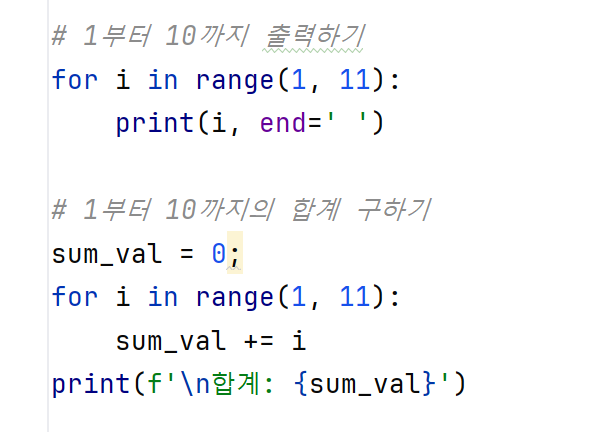 # 1부터 10까지 출력하기
for i in range(1, 11):
    print(i, end=' ')
# 1부터 10까지의 합계 구하기
sum_val = 0;
for i in range(1, 11):
    sum_val += i
print(f'\n합계: {sum_val}')